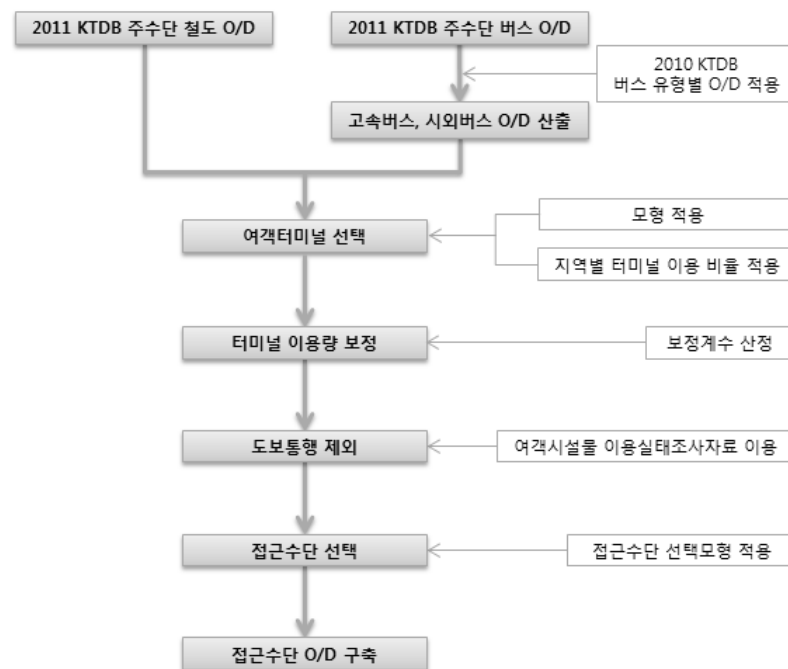 2011 KTDB 주수단 철도 O/D
2011 KTDB 주수단 버스 O/D
2010 KTDB
버스 유형별 O/D 적용
고속버스, 시외버스 O/D 산출
여객터미널 선택
모형 적용
지역별 터미널 이용 비율 적용
터미널 이용량 보정
보정계수 산정
도보통행 제외
여객시설물 이용실태조사자료 이용
접근수단 선택
접근수단 선택모형 적용
접근수단 O/D 구축